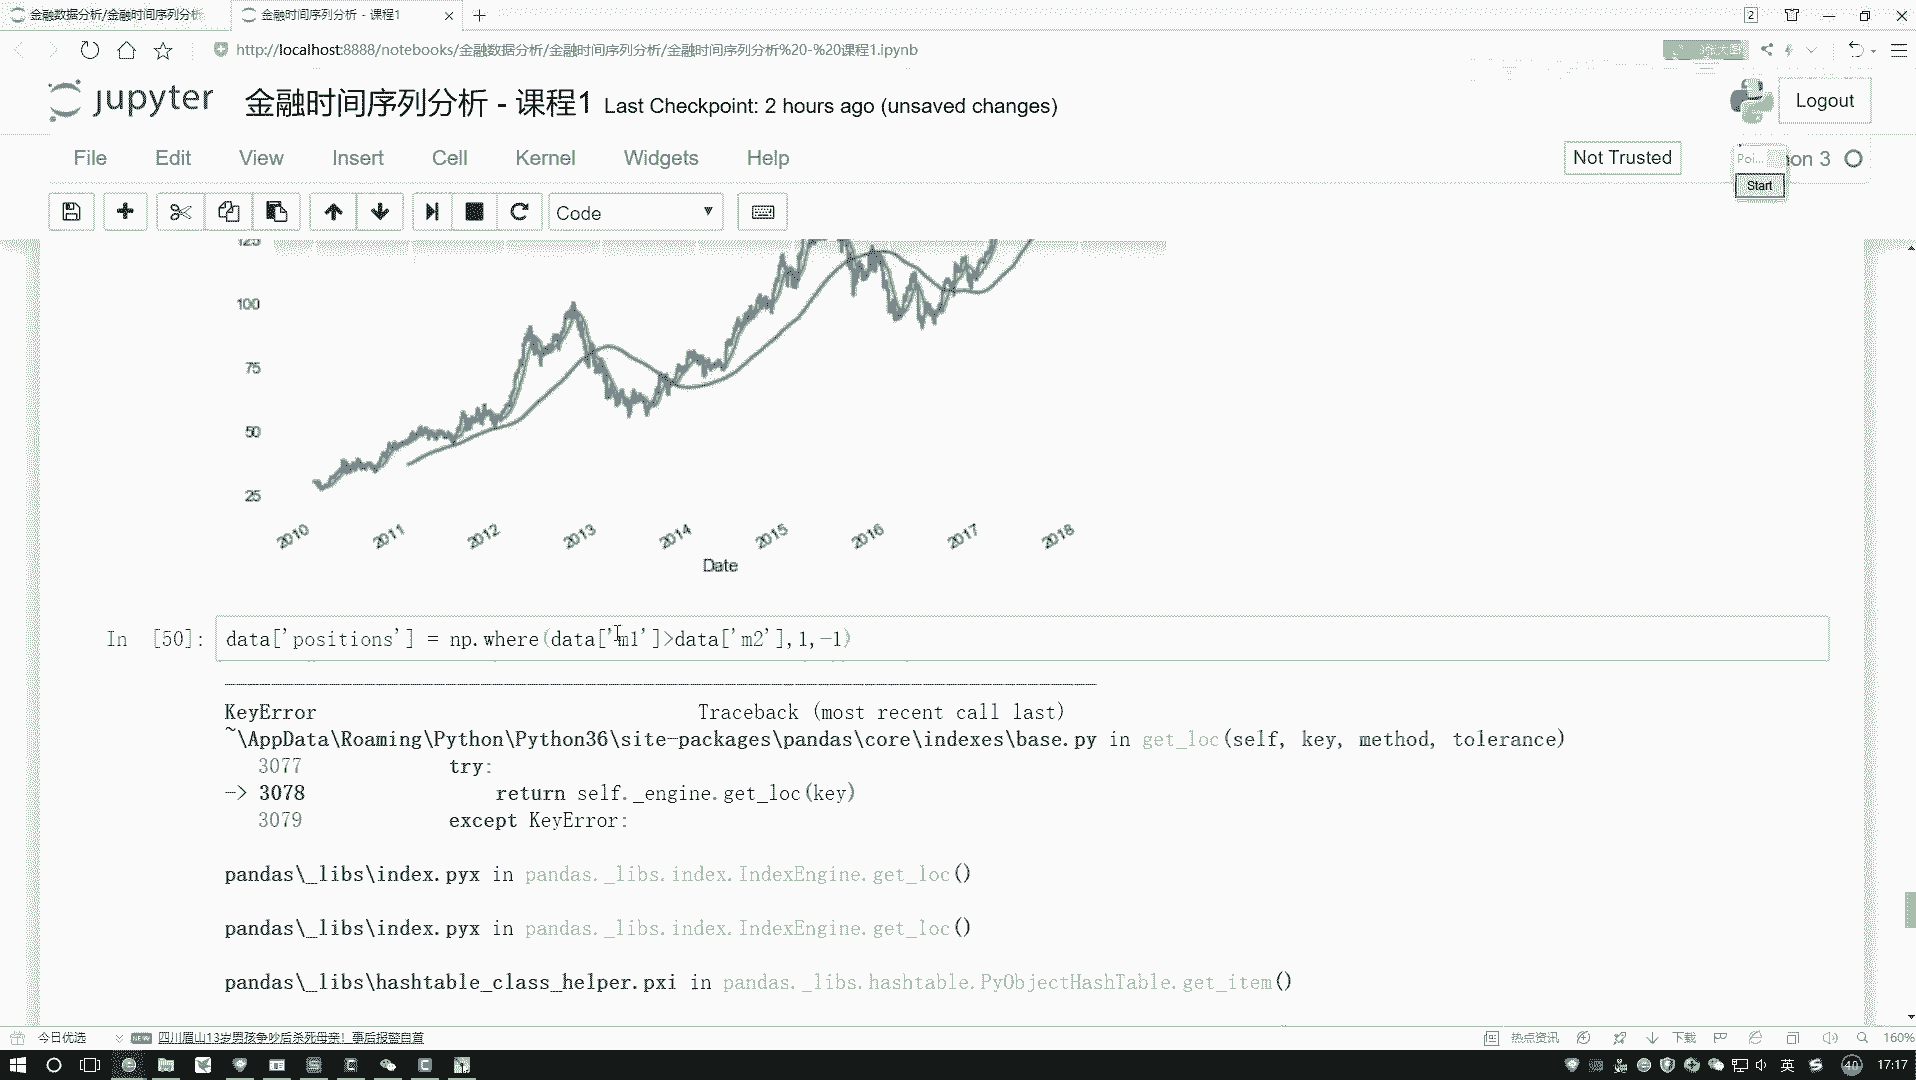 金融数据分析/金融时间序列分析
金融时间序列分析 - 课程1
2
http://localhost:8888/notebooks/金融数据分析/金融时间序列分析/金融时间序列分析%20-%20课程1.ipynb
jupyter
金融时间序列分析 - 课程1
Last Checkpoint: 2 hours ago (unsaved changes)
Logout
File Edit View Insert Cell Kernel Widgets Help
Not Trusted
Poi...
on 3
Start
Code
125
100
75
50
25
2010 2011 2012 2013 2014 2015 2016 2017 2018
Date
In [50]:
data['positions'] = np.where(data['m1']>data['m2'],1,-1)
KeyError Traceback (most recent call last)
~\AppData\Roaming\Python\Python36\site-packages\pandas\core\indexes\base.py in get_loc(self, key, method, tolerance)
3077 try:
-> 3078 return self._engine.get_loc(key)
3079 except KeyError:
pandas\_libs\index.pyx in pandas._libs.index.IndexEngine.get_loc()
pandas\_libs\index.pyx in pandas._libs.index.IndexEngine.get_loc()
pandas\_libs\hashtable_class_helper.pxi in pandas._libs.hashtable.PyObjectHashTable.get_item()
今日优选
NEW
四川眉山13岁男孩争吵后杀死母亲！事后报警自首
热点资讯
下载
160%
英
40
17:17